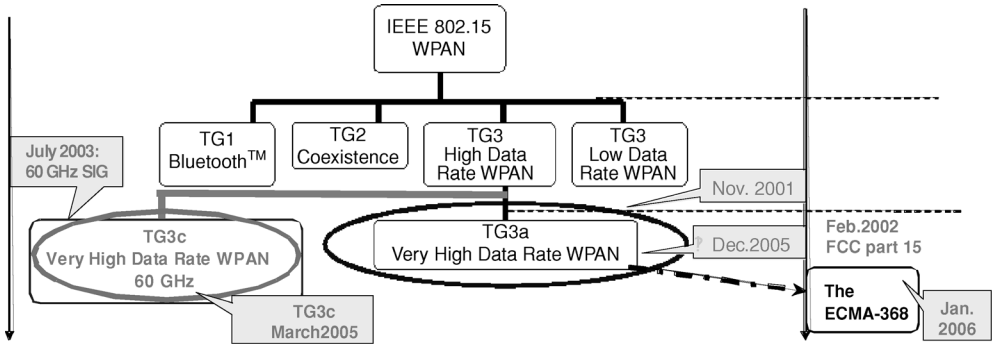 IEEE 802.15
WPAN
TG1
Bluetooth™
TG2
Coexistence
TG3
High Data
Rate WPAN
TG3
Low Data
Rate WPAN
July 2003:
60 GHz SIG
Nov. 2001
TG3c
Very High Data Rate WPAN
60 GHz
TG3a
Very High Data Rate WPAN
? Dec.2005
Feb.2002
FCC part 15
TG3c
March2005
The
ECMA-368
Jan.
2006